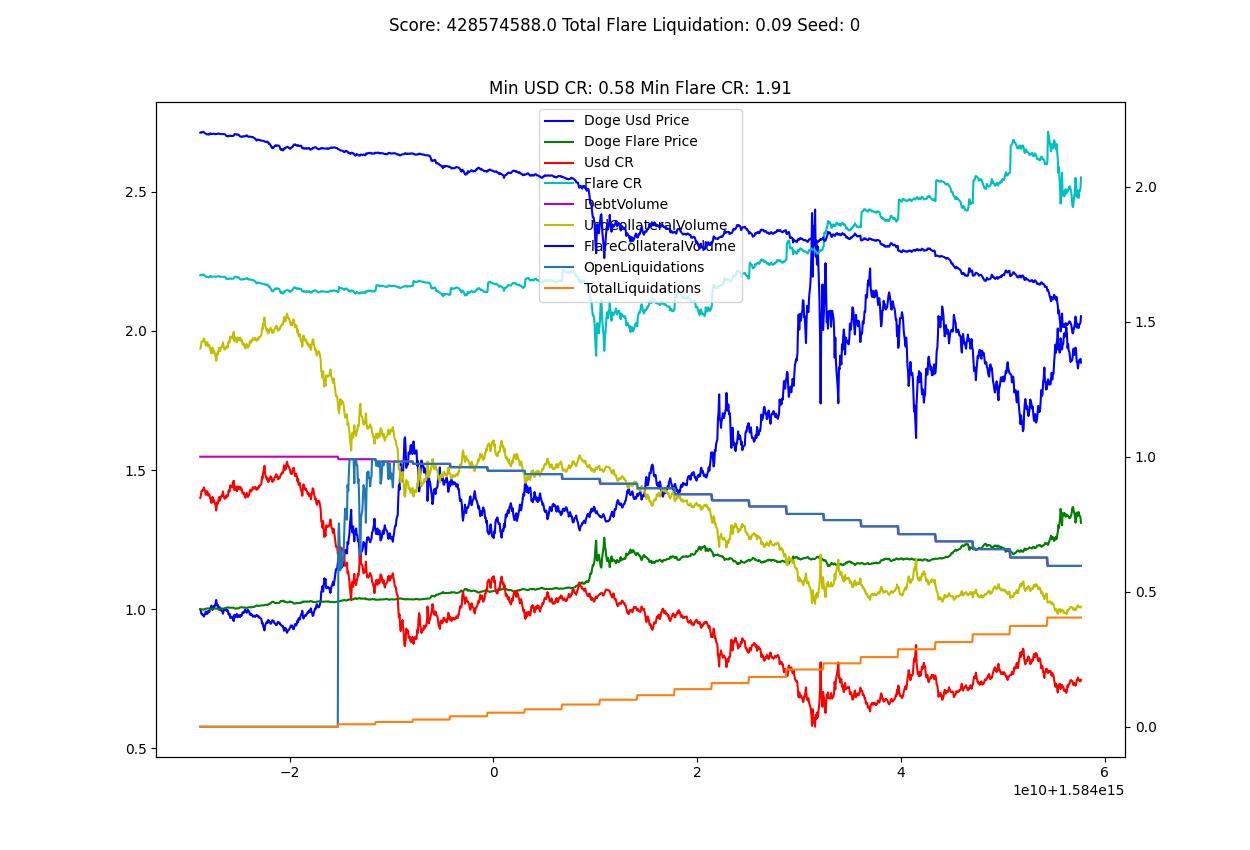 Score: 428574588.0 Total Flare Liquidation: 0.09 Seed: 0
Min USD CR: 0.58 Min Flare CR: 1.91
Doge Usd Price
Doge Flare Price
Usd CR
Flare CR
DebtVolume
UsdCollateralVolume
FlareCollateralVolume
OpenLiquidations
TotalLiquidations
2.5
2.0
1.5
1.0
0.5
2.0
1.5
1.0
0.5
0.0
−2
0
2
4
6
1e10+1.584e15